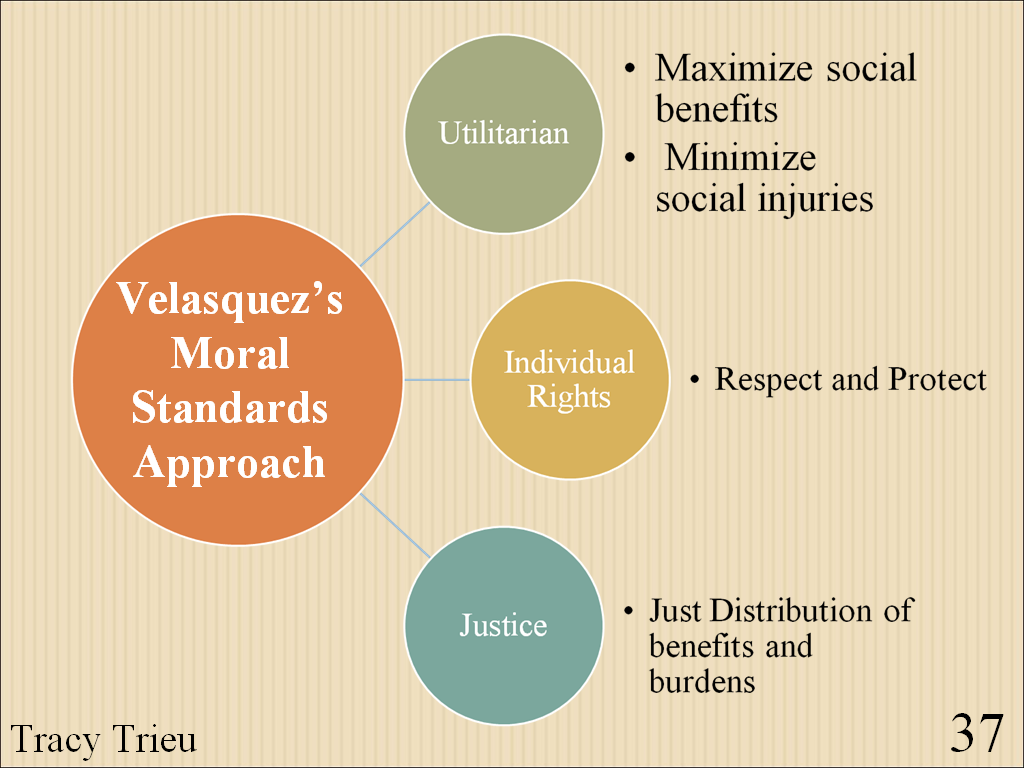 Velasquez’s
Moral
Standards
Approach
Utilitarian
• Maximize social
benefits
• Minimize
social injuries
Individual
Rights
• Respect and Protect
Justice
• Just Distribution of
benefits and
burdens
Tracy Trieu
37